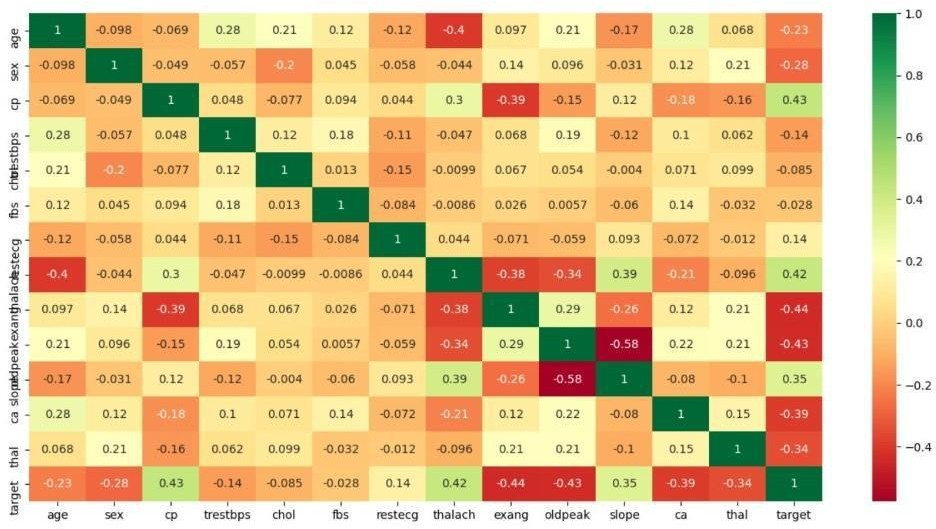 age 1 -0.098 -0.069 0.28 0.21 0.12 -0.12 -0.4 0.097 0.21 -0.17 0.28 0.068 -0.23
sex -0.098 1 -0.049 -0.057 -0.2 0.045 -0.058 -0.044 0.14 0.096 -0.031 0.12 0.21 -0.28
cp -0.069 -0.049 1 0.048 -0.077 0.094 0.044 0.3 -0.39 -0.15 0.12 -0.18 -0.16 0.43
trestbps 0.28 -0.057 0.048 1 0.12 0.18 -0.11 -0.047 0.068 0.19 -0.12 0.1 0.062 -0.14
chol 0.21 -0.2 -0.077 0.12 1 0.013 -0.15 -0.0099 0.067 0.054 -0.004 0.071 0.099 -0.085
fbs 0.12 0.045 0.094 0.18 0.013 1 -0.084 -0.0086 0.026 0.0057 -0.06 0.14 -0.032 -0.028
restecg -0.12 -0.058 0.044 -0.11 -0.15 -0.084 1 0.044 -0.071 -0.059 0.093 -0.072 -0.012 0.14
thalach -0.4 -0.044 0.3 -0.047 -0.0099 -0.0086 0.044 1 -0.38 -0.34 0.39 -0.21 -0.096 0.42
exang 0.097 0.14 -0.39 0.068 0.067 0.026 -0.071 -0.38 1 0.29 -0.26 0.12 0.21 -0.44
oldpeak 0.21 0.096 -0.15 0.19 0.054 0.0057 -0.059 -0.34 0.29 1 -0.58 0.22 0.21 -0.43
slope -0.17 -0.031 0.12 -0.12 -0.004 -0.06 0.093 0.39 -0.26 -0.58 1 -0.08 -0.1 0.35
ca 0.28 0.12 -0.18 0.1 0.071 0.14 -0.072 -0.21 0.12 0.22 -0.08 1 0.15 -0.39
thal 0.068 0.21 -0.16 0.062 0.099 -0.032 -0.012 -0.096 0.21 0.21 -0.1 0.15 1 -0.34
target -0.23 -0.28 0.43 -0.14 -0.085 -0.028 0.14 0.42 -0.44 -0.43 0.35 -0.39 -0.34 1
age sex cp trestbps chol fbs restecg thalach exang oldpeak slope ca thal target
1.0
0.8
0.6
0.4
0.2
0.0
−0.2
−0.4